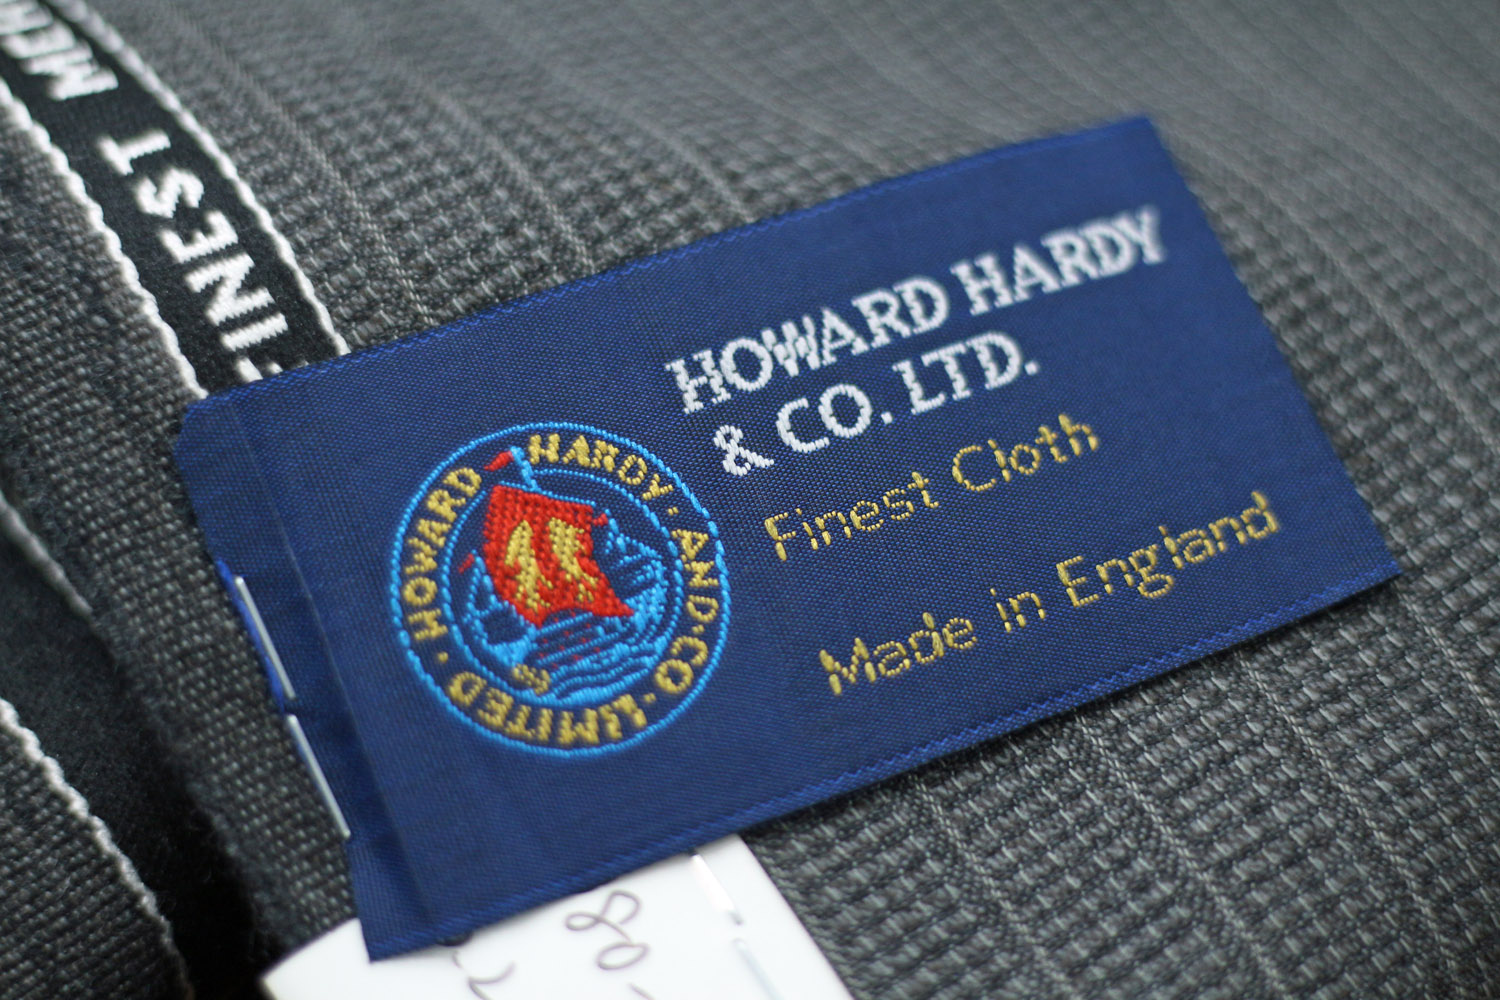 FINEST
HOWARD HARDY
& CO. LTD.
Finest Cloth
Made in England
HOWARD HARDY · AND · CO · LIMITED ·